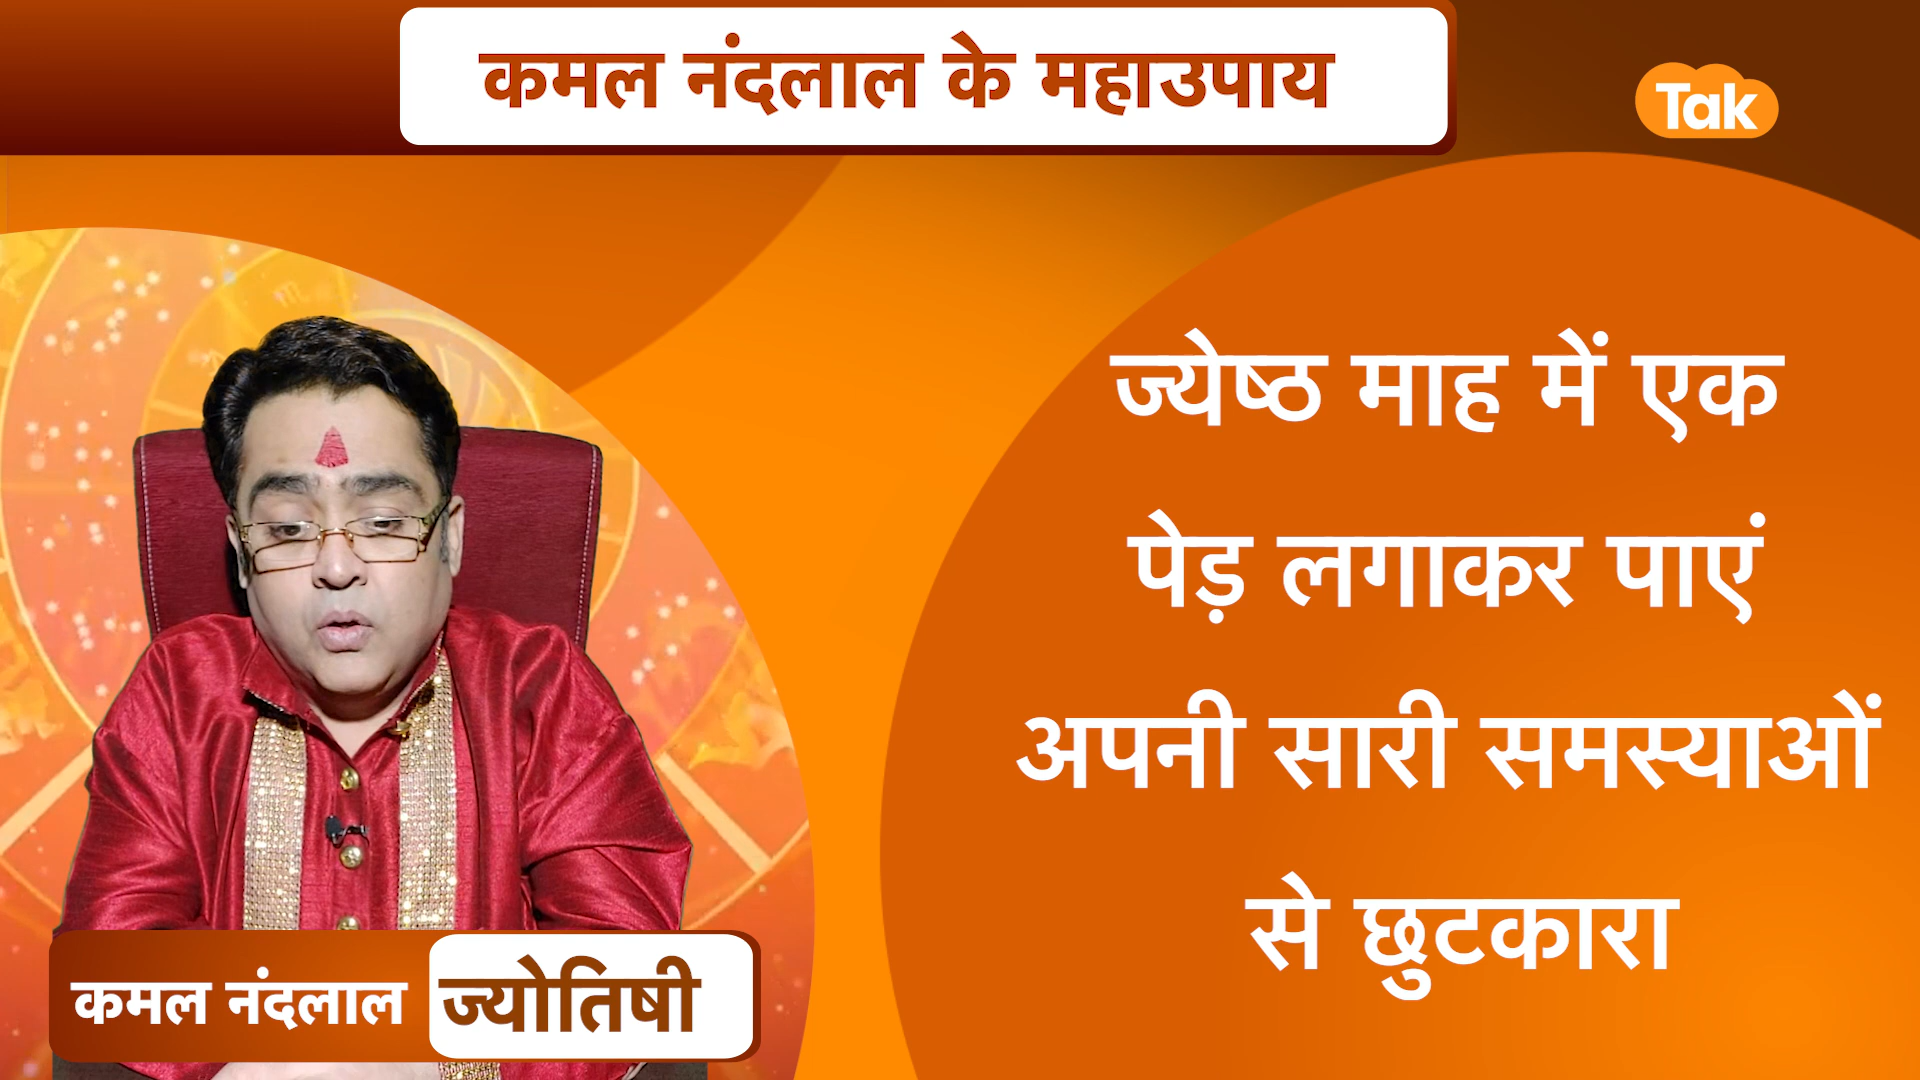 कमल नंदलाल के महाउपाय
Tak
ज्येष्ठ माह में एक
पेड़ लगाकर पाएं
अपनी सारी समस्याओं
से छुटकारा
कमल नंदलाल ज्योतिषी